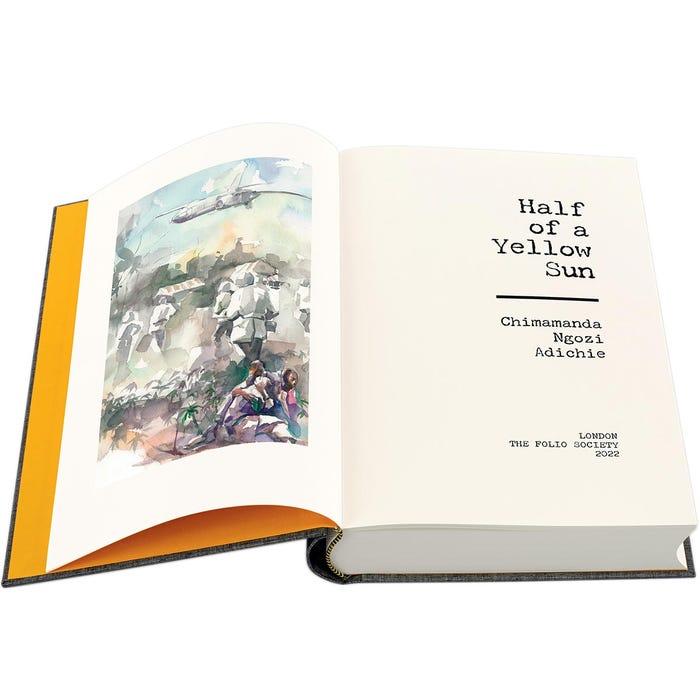 Half
of a
Yellow
Sun
Chimamanda
Ngozi
Adichie
LONDON
THE FOLIO SOCIETY
2022